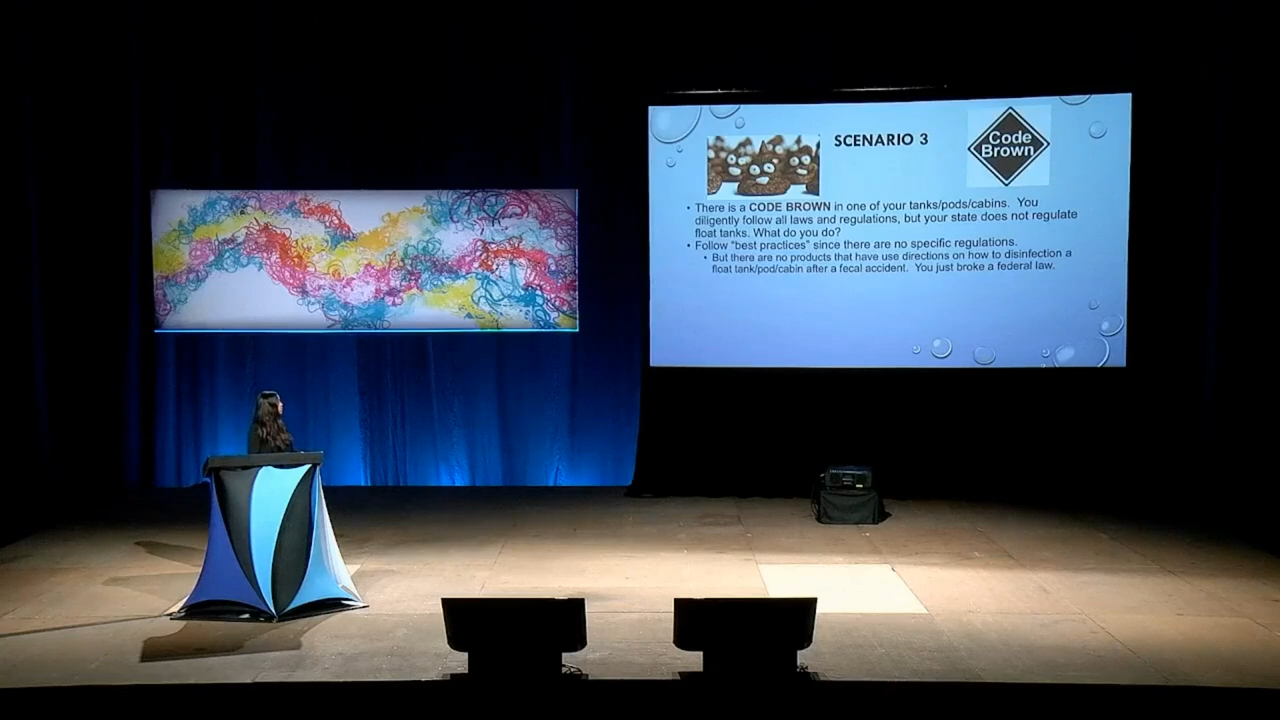 SCENARIO 3
Code
Brown
• There is a CODE BROWN in one of your tanks/pods/cabins. You
diligently follow all laws and regulations, but your state does not regulate
float tanks. What do you do?
• Follow “best practices” since there are no specific regulations.
• But there are no products that have use directions on how to disinfection a
float tank/pod/cabin after a fecal accident. You just broke a federal law.